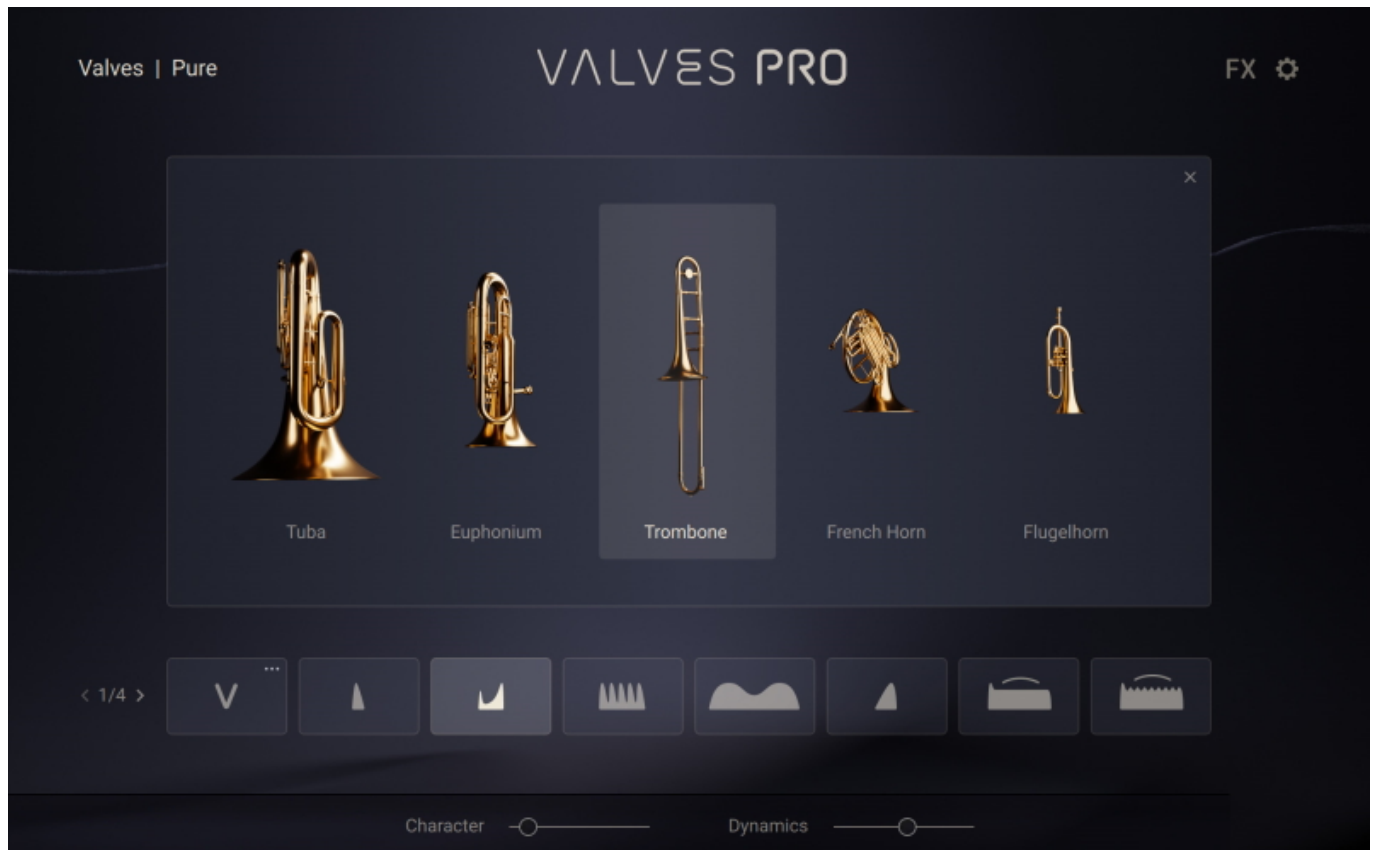 Valves | Pure
VALVES PRO
FX
Tuba
Euphonium
Trombone
French Horn
Flugelhorn
< 1/4 >
V
Character
Dynamics